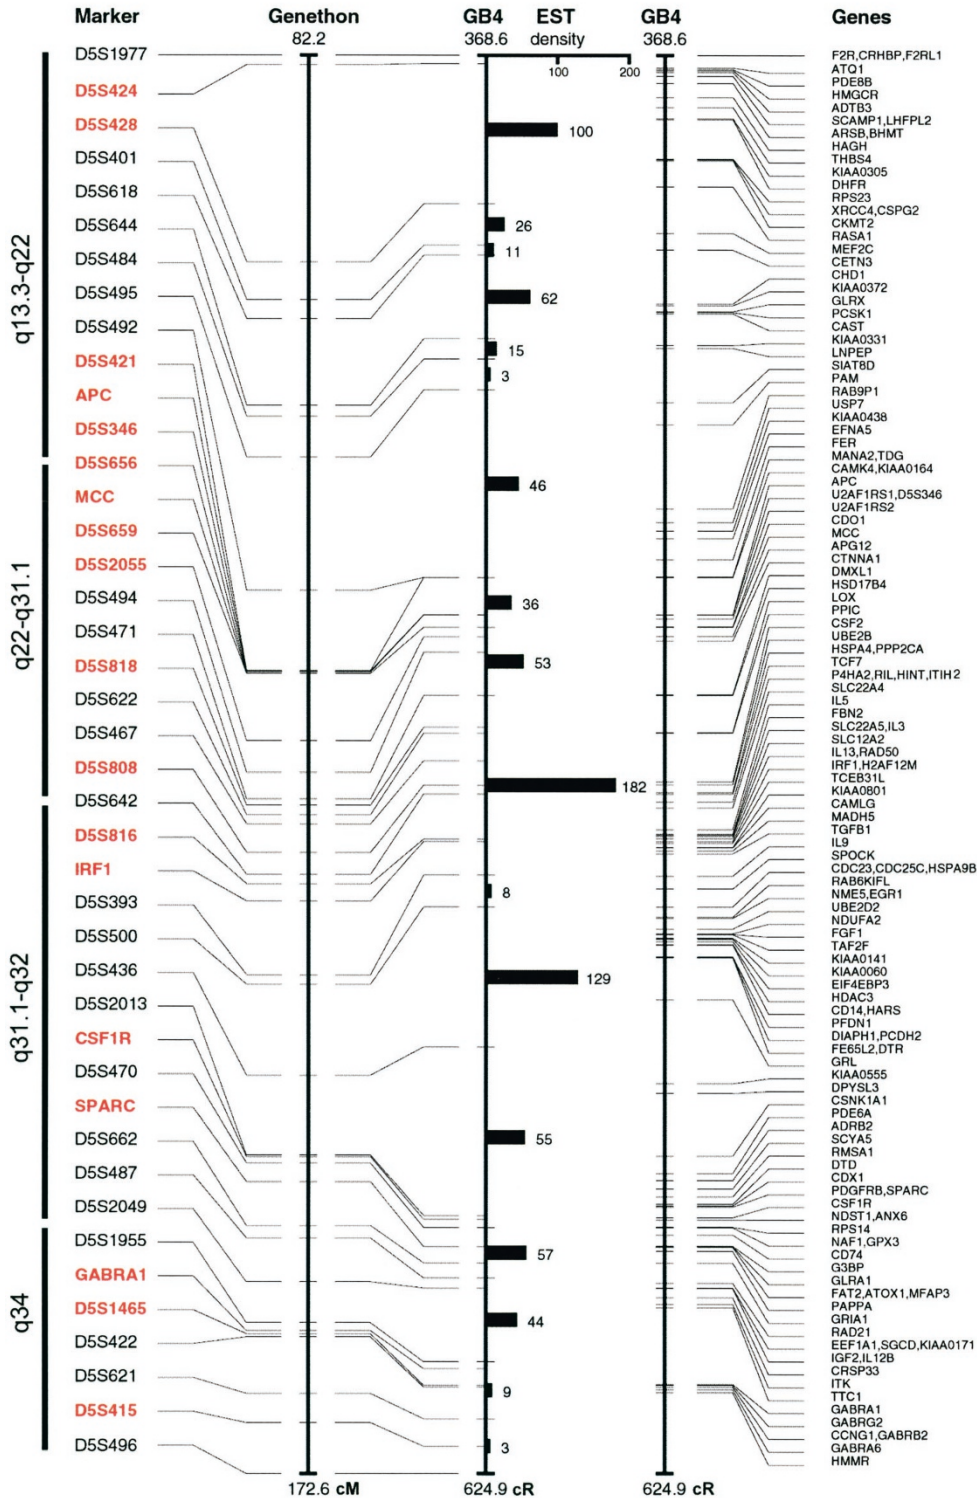 Marker Genethon GB4 EST GB4 Genes
82.2 368.6 density 368.6
100 200
q13.3-q22
q22-q31.1
q31.1-q32
q34
D5S1977
D5S424
D5S428
D5S401
D5S618
D5S644
D5S484
D5S495
D5S492
D5S421
APC
D5S346
D5S656
MCC
D5S659
D5S2055
D5S494
D5S471
D5S818
D5S622
D5S467
D5S808
D5S642
D5S816
IRF1
D5S393
D5S500
D5S436
D5S2013
CSF1R
D5S470
SPARC
D5S662
D5S487
D5S2049
D5S1955
GABRA1
D5S1465
D5S422
D5S621
D5S415
D5S496
100
26
11
62
15
3
46
36
53
182
8
129
55
57
44
9
3
F2R,CRHBP,F2RL1
ATQ1
PDE8B
HMGCR
ADTB3
SCAMP1,LHFPL2
ARSB,BHMT
HAGH
THBS4
KIAA0305
DHFR
RPS23
XRCC4,CSPG2
CKMT2
RASA1
MEF2C
CETN3
CHD1
KIAA0372
GLRX
PCSK1
CAST
KIAA0331
LNPEP
SIAT8D
PAM
RAB9P1
USP7
KIAA0438
EFNA5
FER
MANA2,TDG
CAMK4,KIAA0164
APC
U2AF1RS1,D5S346
U2AF1RS2
CDO1
MCC
APG12
CTNNA1
DMXL1
HSD17B4
LOX
PPIC
CSF2
UBE2B
HSPA4,PPP2CA
TCF7
P4HA2,RIL,HINT,ITIH2
SLC22A4
IL5
FBN2
SLC22A5,IL3
SLC12A2
IL13,RAD50
IRF1,H2AF12M
TCEB31L
KIAA0801
CAMLG
MADH5
TGFB1
IL9
SPOCK
CDC23,CDC25C,HSPA9B
RAB6KIFL
NME5,EGR1
UBE2D2
NDUFA2
FGF1
TAF2F
KIAA0141
KIAA0060
EIF4EBP3
HDAC3
CD14,HARS
PFDN1
DIAPH1,PCDH2
FE65L2,DTR
GRL
KIAA0555
DPYSL3
CSNK1A1
PDE6A
ADRB2
SCYA5
RMSA1
DTD
CDX1
PDGFRB,SPARC
CSF1R
NDST1,ANX6
RPS14
NAF1,GPX3
CD74
G3BP
GLRA1
FAT2,ATOX1,MFAP3
PAPPA
GRIA1
RAD21
EEF1A1,SGCD,KIAA0171
IGF2,IL12B
CRSP33
ITK
TTC1
GABRA1
GABRG2
CCNG1,GABRB2
GABRA6
HMMR
172.6 cM 624.9 cR 624.9 cR